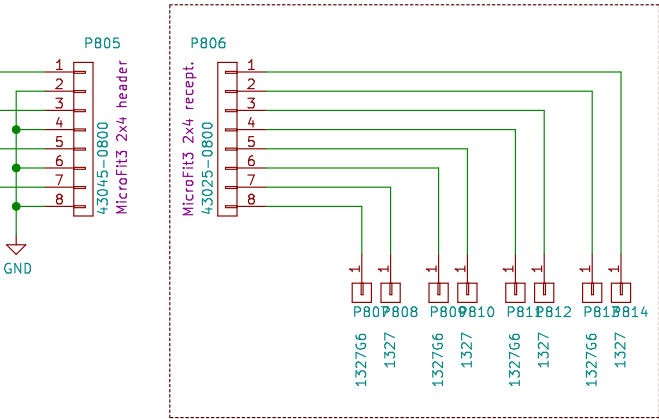 P805
1
2
3
4
5
6
7
8
43045-0800
MicroFit3 2x4 header
GND
P806
MicroFit3 2x4 recept.
43025-0800
1
2
3
4
5
6
7
8
1
1
1
1
1
1
1
1
P807
P808
P809
P810
P811
P812
P813
P814
1327G6
1327
1327G6
1327
1327G6
1327
1327G6
1327